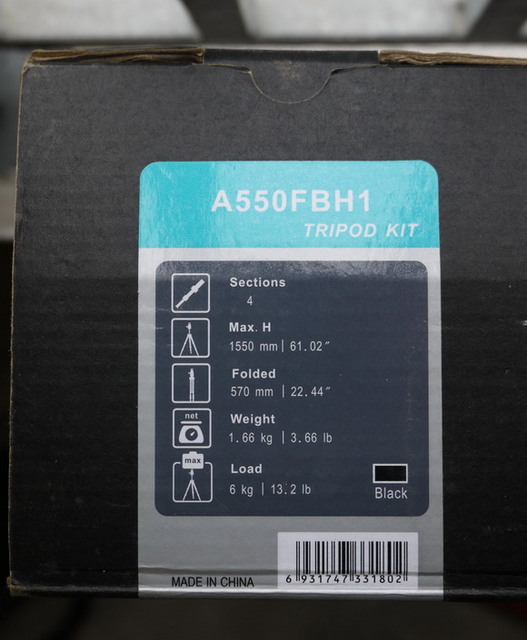 A550FBH1
TRIPOD KIT
Sections
4
Max. H
1550 mm | 61.02″
Folded
570 mm | 22.44″
net
Weight
1.66 kg | 3.66 lb
max
Load
6 kg | 13.2 lb
Black
MADE IN CHINA
6 931747 331802